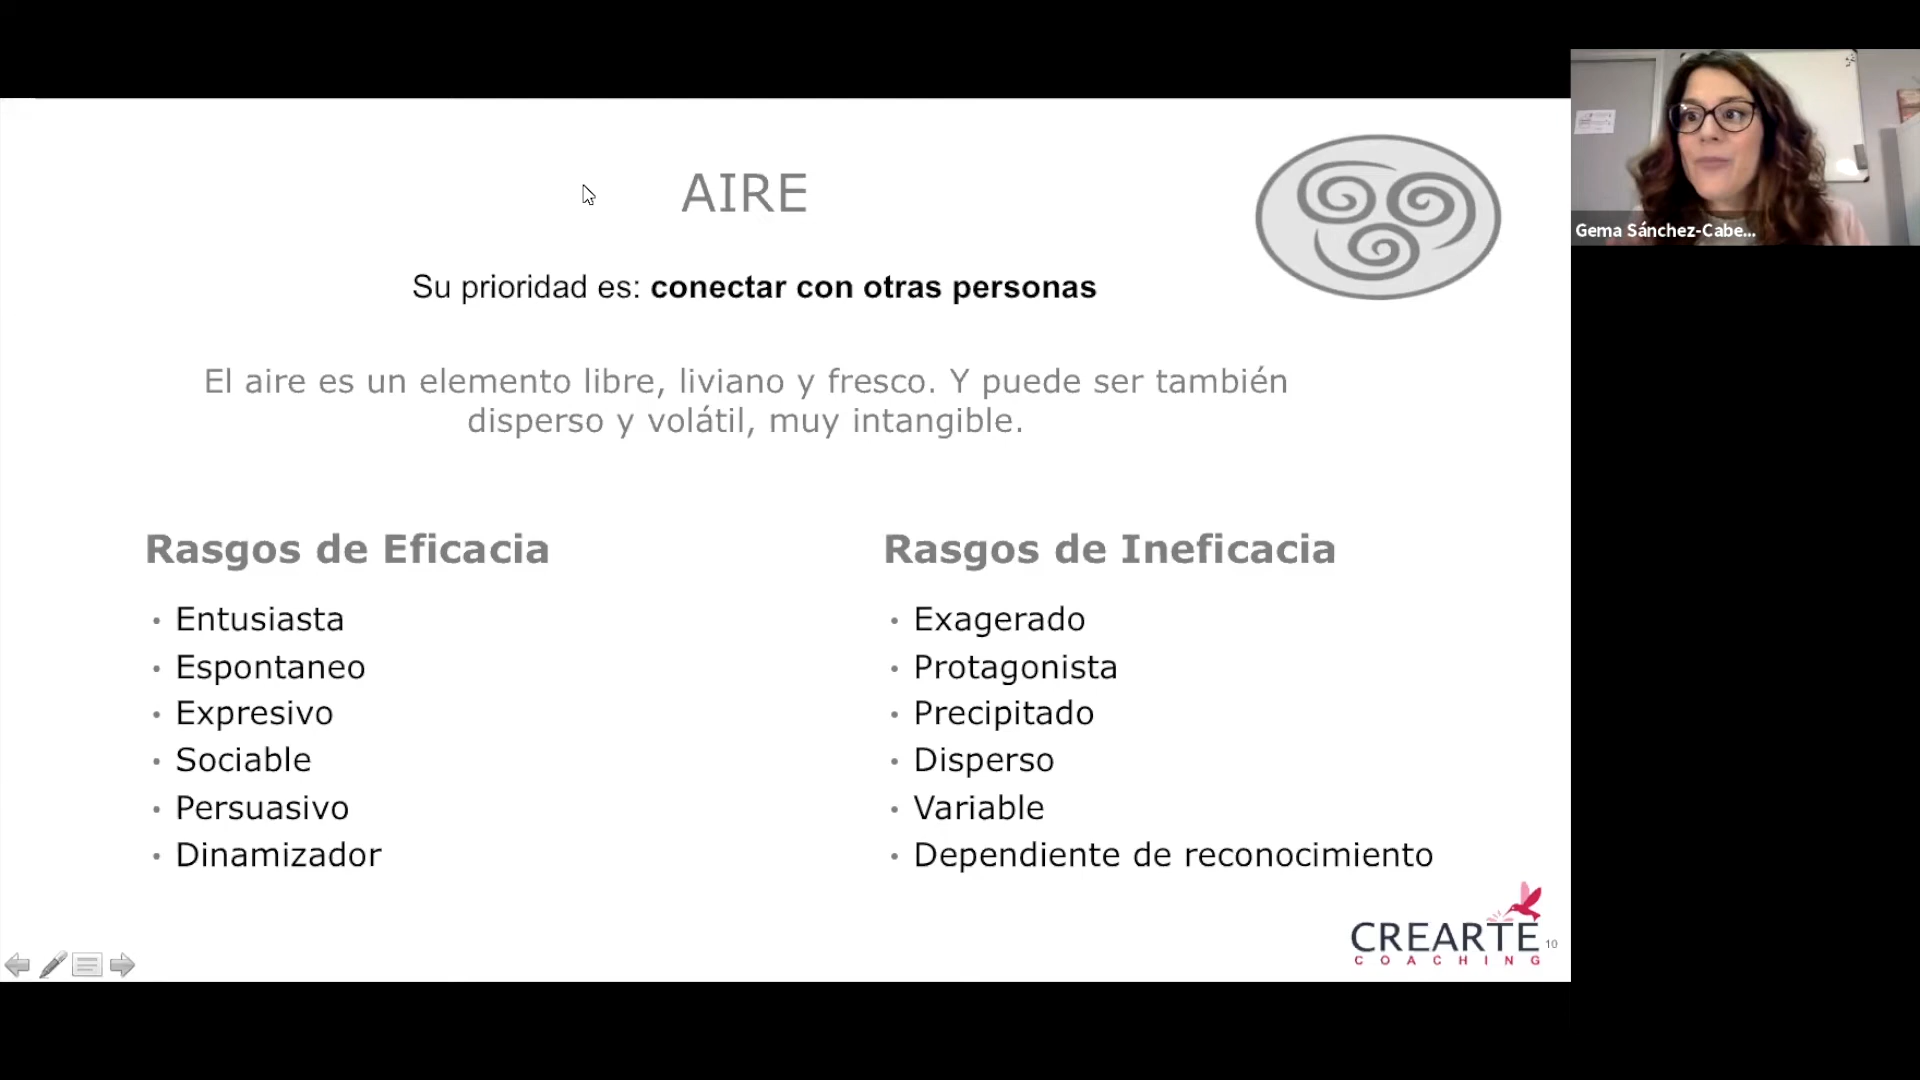 AIRE
Su prioridad es: conectar con otras personas
El aire es un elemento libre, liviano y fresco. Y puede ser también
disperso y volátil, muy intangible.
Rasgos de Eficacia
• Entusiasta
• Espontaneo
• Expresivo
• Sociable
• Persuasivo
• Dinamizador
Rasgos de Ineficacia
• Exagerado
• Protagonista
• Precipitado
• Disperso
• Variable
• Dependiente de reconocimiento
CREARTE
COACHING
10
Gema Sánchez-Cabe...